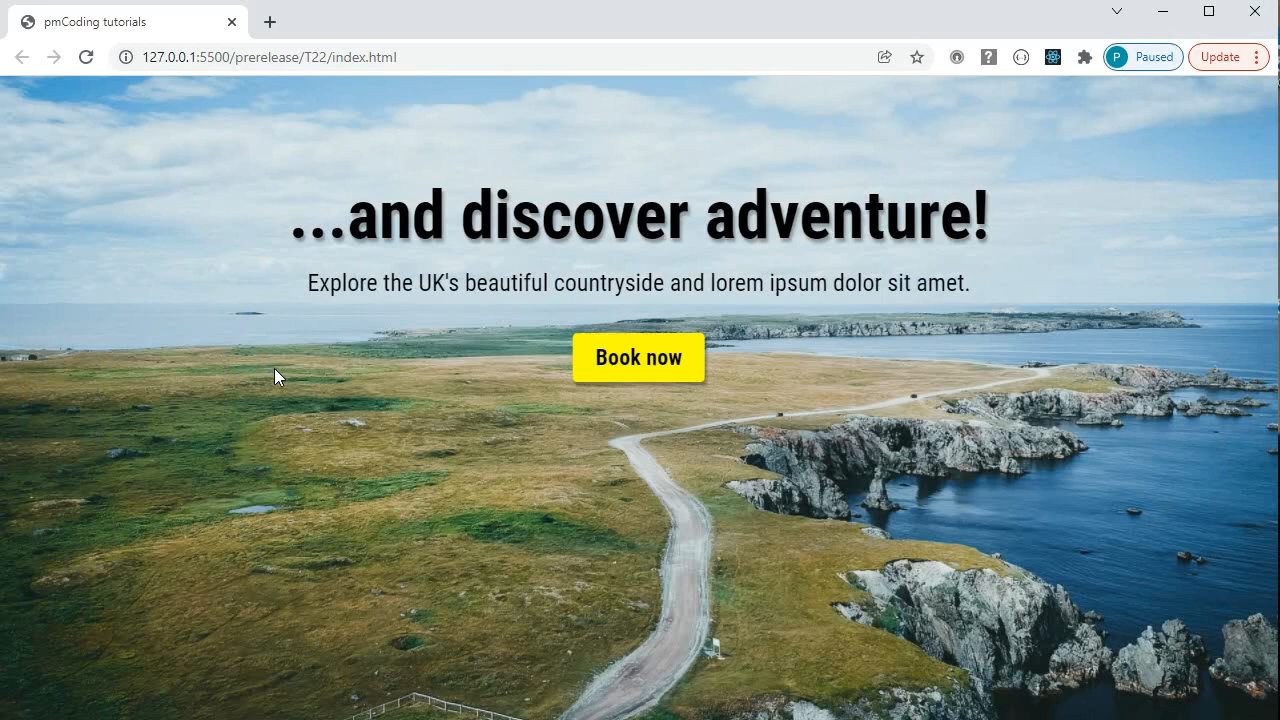 pmCoding tutorials
127.0.0.1:5500/prerelease/T22/index.html
P Paused Update
...and discover adventure!
Explore the UK's beautiful countryside and lorem ipsum dolor sit amet.
Book now